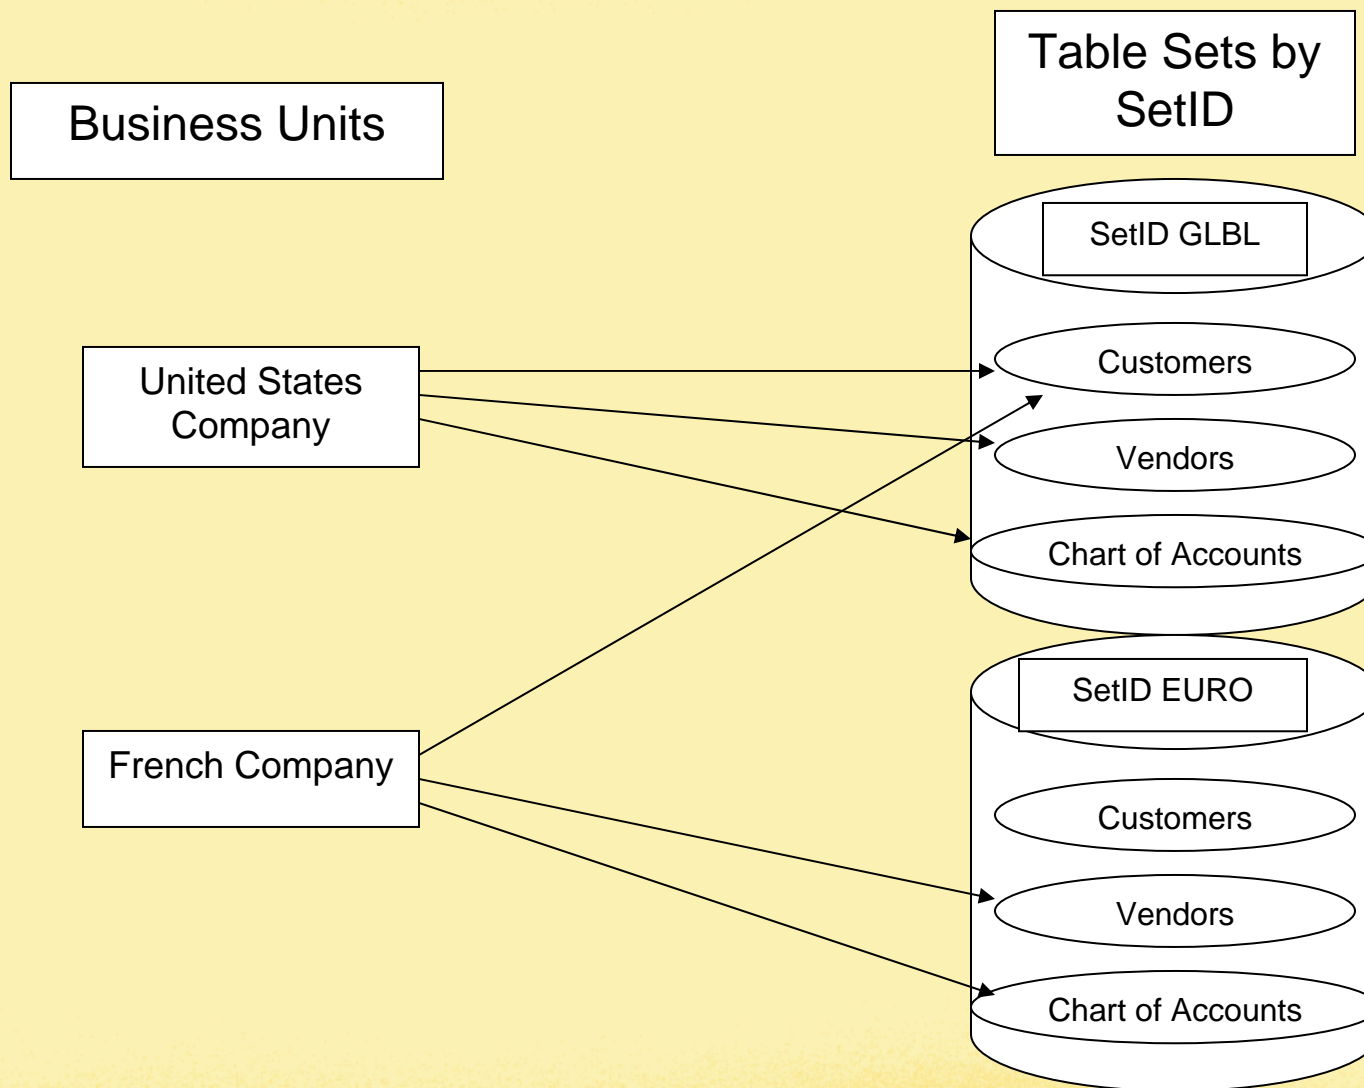 Table Sets by
SetID
Business Units
SetID GLBL
United States
Company
Customers
Vendors
Chart of Accounts
SetID EURO
French Company
Customers
Vendors
Chart of Accounts